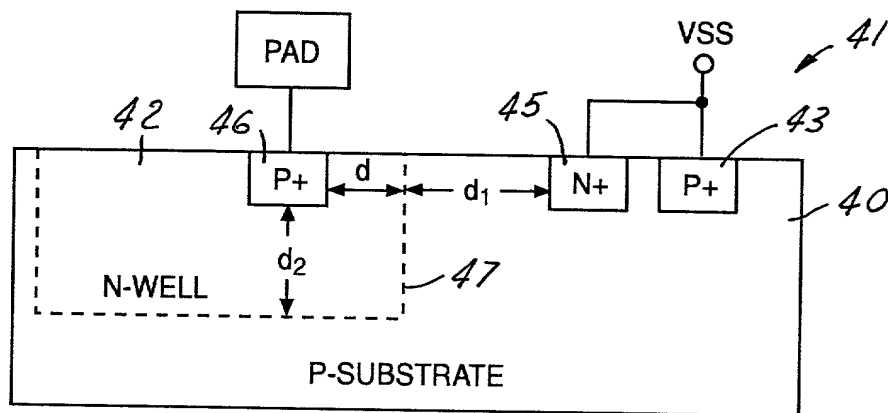 PAD
VSS
41
42
46
45
43
P+
d
d1
N+
P+
40
d2
N-WELL
47
P-SUBSTRATE